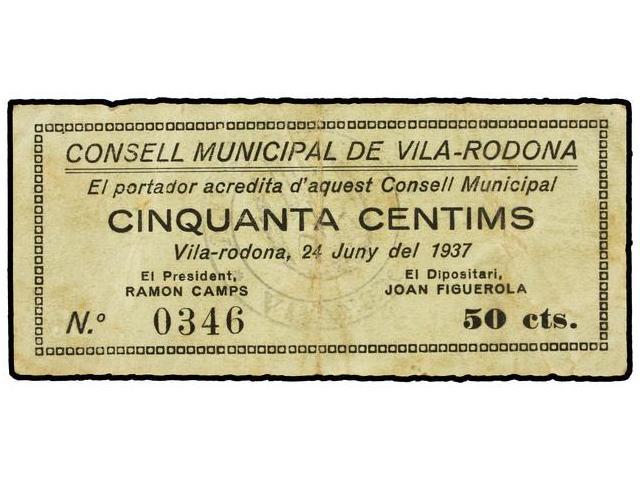 CONSELL MUNICIPAL DE VILA-RODONA
El portador acredita d'aquest Consell Municipal
CINQUANTA CENTIMS
Vila-rodona, 24 Juny del 1937
El President,
RAMON CAMPS
El Dipositari,
JOAN FIGUEROLA
N.º 0346
50 cts.